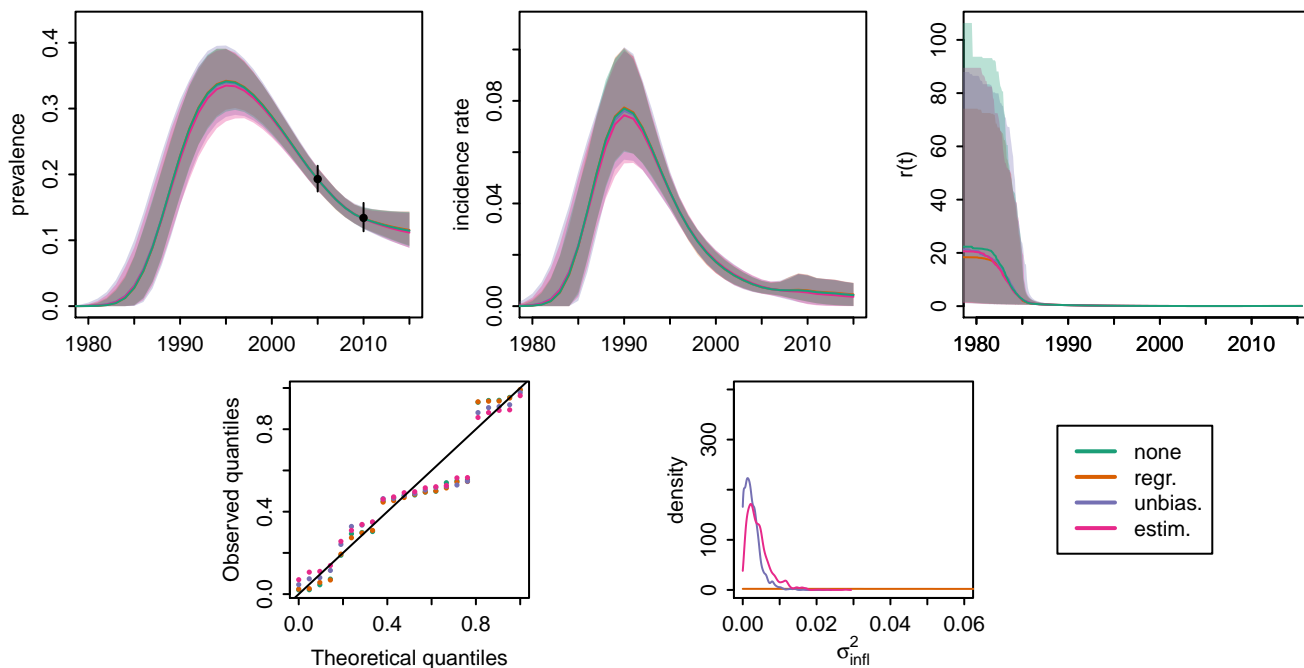 prevalence
0.0 0.1 0.2 0.3 0.4
1980 1990 2000 2010
incidence rate
0.00 0.04 0.08
1980 1990 2000 2010
r(t)
0 20 40 60 80 100
1980 1990 2000 2010
Observed quantiles
0.0 0.4 0.8
0.0 0.4 0.8
Theoretical quantiles
density
0 100 300
0.00 0.02 0.04 0.06
σ²infl
none
regr.
unbias.
estim.